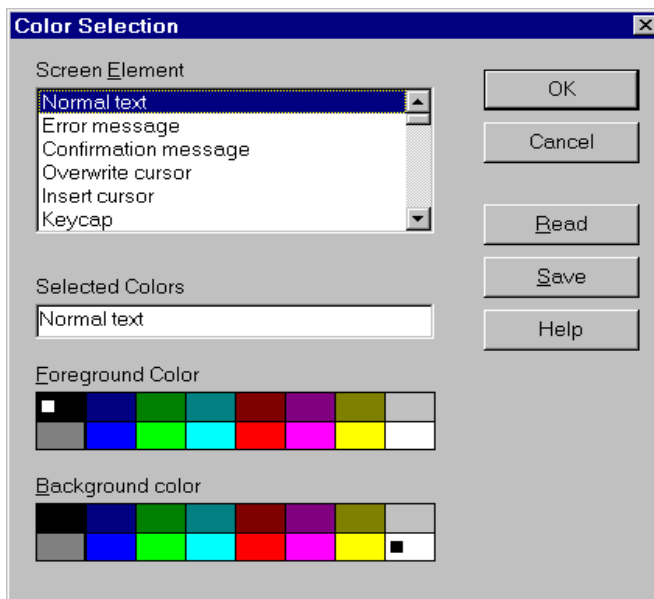 Color Selection
Screen Element
Normal text
Error message
Confirmation message
Overwrite cursor
Insert cursor
Keycap
OK
Cancel
Read
Save
Help
Selected Colors
Normal text
Foreground Color
Background color